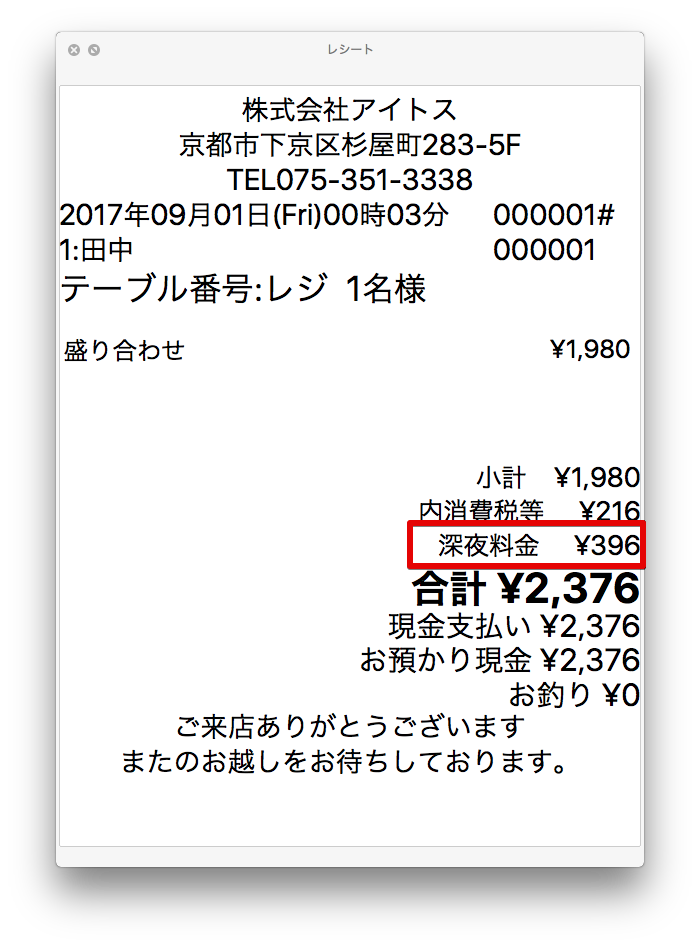 レシート
株式会社アイトス
京都市下京区杉屋町283-5F
TEL075-351-3338
2017年09月01日(Fri)00時03分 000001#
1:田中 000001
テーブル番号:レジ 1名様
盛り合わせ ¥1,980
小計 ¥1,980
内消費税等 ¥216
深夜料金 ¥396
合計 ¥2,376
現金支払い ¥2,376
お預かり現金 ¥2,376
お釣り ¥0
ご来店ありがとうございます
またのお越しをお待ちしております。